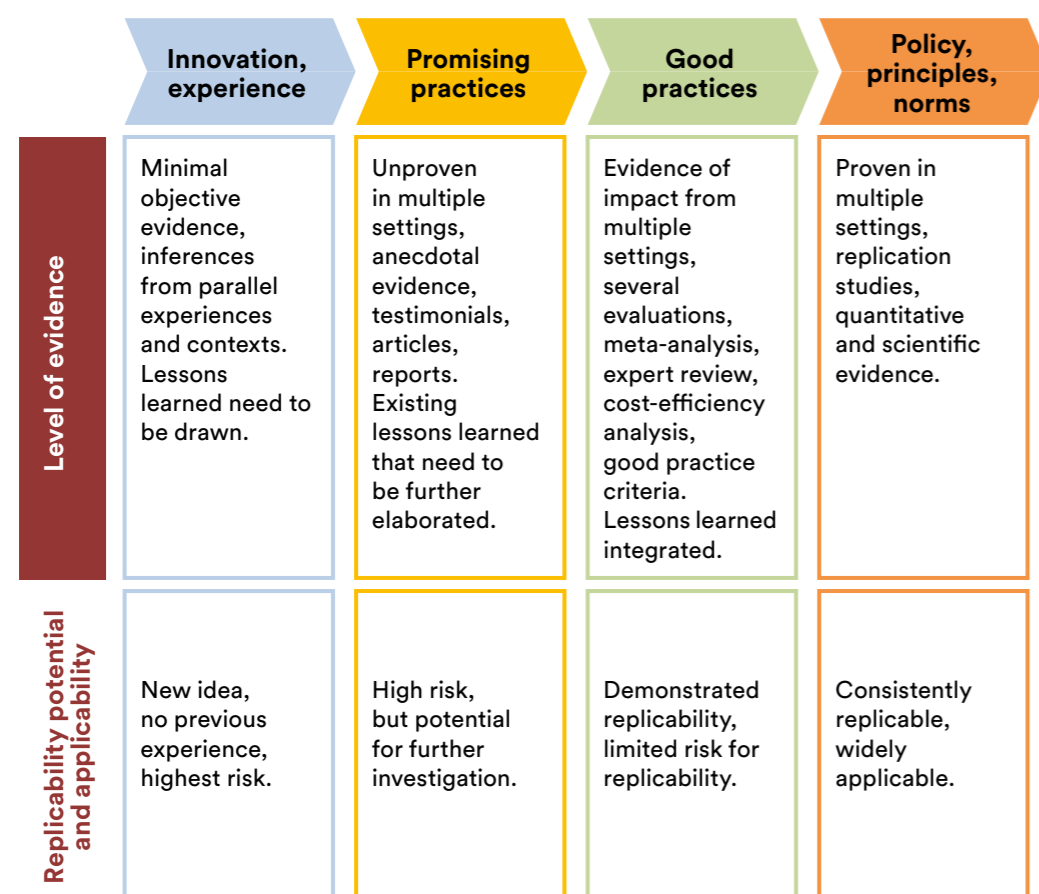 Innovation,
experience
Promising
practices
Good
practices
Policy,
principles,
norms
Level of evidence
Minimal
objective
evidence,
inferences
from parallel
experiences
and contexts.
Lessons
learned need to
be drawn.
Unproven
in multiple
settings,
anecdotal
evidence,
testimonials,
articles,
reports.
Existing
lessons learned
that need to
be further
elaborated.
Evidence of
impact from
multiple
settings,
several
evaluations,
meta-analysis,
expert review,
cost-efficiency
analysis,
good practice
criteria.
Lessons learned
integrated.
Proven in
multiple
settings,
replication
studies,
quantitative
and scientific
evidence.
Replicability potential
and applicability
New idea,
no previous
experience,
highest risk.
High risk,
but potential
for further
investigation.
Demonstrated
replicability,
limited risk for
replicability.
Consistently
replicable,
widely
applicable.